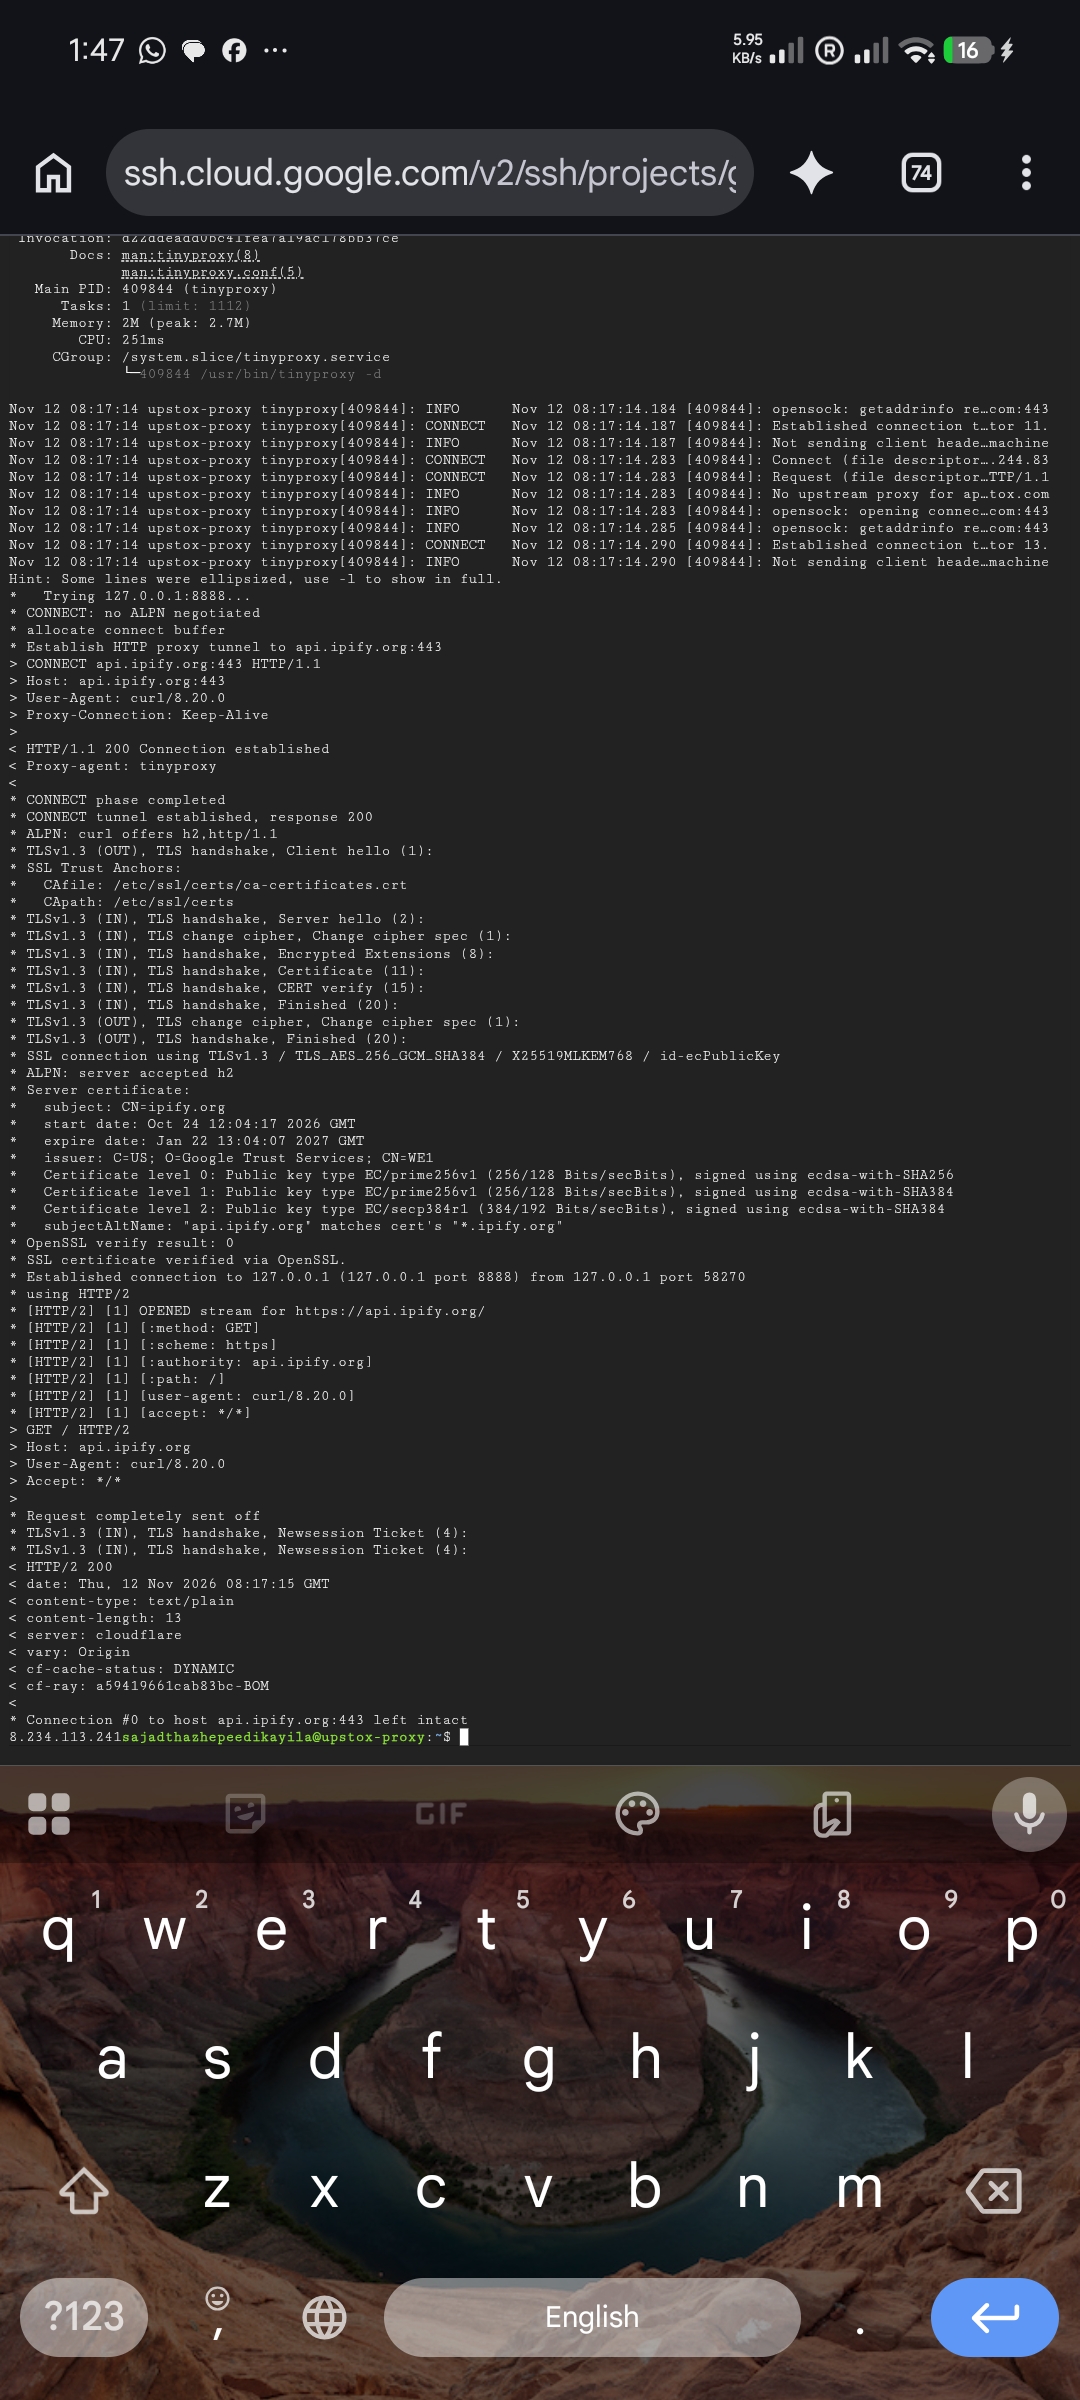 1:47
5.95 KB/s
R
16
ssh.cloud.google.com/v2/ssh/projects/g
74
Invocation: d22ddeadd0bc41fea7a19ac178bb37ce
Docs: man:tinyproxy(8)
man:tinyproxy.conf(5)
Main PID: 409844 (tinyproxy)
Tasks: 1 (limit: 1112)
Memory: 2M (peak: 2.7M)
CPU: 251ms
CGroup: /system.slice/tinyproxy.service
└─409844 /usr/bin/tinyproxy -d
Nov 12 08:17:14 upstox-proxy tinyproxy[409844]: INFO      Nov 12 08:17:14.184 [409844]: opensock: getaddrinfo re…com:443
Nov 12 08:17:14 upstox-proxy tinyproxy[409844]: CONNECT   Nov 12 08:17:14.187 [409844]: Established connection t…tor 11.
Nov 12 08:17:14 upstox-proxy tinyproxy[409844]: INFO      Nov 12 08:17:14.187 [409844]: Not sending client heade…machine
Nov 12 08:17:14 upstox-proxy tinyproxy[409844]: CONNECT   Nov 12 08:17:14.283 [409844]: Connect (file descriptor….244.83
Nov 12 08:17:14 upstox-proxy tinyproxy[409844]: CONNECT   Nov 12 08:17:14.283 [409844]: Request (file descriptor…TTP/1.1
Nov 12 08:17:14 upstox-proxy tinyproxy[409844]: INFO      Nov 12 08:17:14.283 [409844]: No upstream proxy for ap…tox.com
Nov 12 08:17:14 upstox-proxy tinyproxy[409844]: INFO      Nov 12 08:17:14.283 [409844]: opensock: opening connec…com:443
Nov 12 08:17:14 upstox-proxy tinyproxy[409844]: INFO      Nov 12 08:17:14.285 [409844]: opensock: getaddrinfo re…com:443
Nov 12 08:17:14 upstox-proxy tinyproxy[409844]: CONNECT   Nov 12 08:17:14.290 [409844]: Established connection t…tor 13.
Nov 12 08:17:14 upstox-proxy tinyproxy[409844]: INFO      Nov 12 08:17:14.290 [409844]: Not sending client heade…machine
Hint: Some lines were ellipsized, use -l to show in full.
*   Trying 127.0.0.1:8888...
* CONNECT: no ALPN negotiated
* allocate connect buffer
* Establish HTTP proxy tunnel to api.ipify.org:443
> CONNECT api.ipify.org:443 HTTP/1.1
> Host: api.ipify.org:443
> User-Agent: curl/8.20.0
> Proxy-Connection: Keep-Alive
>
< HTTP/1.1 200 Connection established
< Proxy-agent: tinyproxy
<
* CONNECT phase completed
* CONNECT tunnel established, response 200
* ALPN: curl offers h2,http/1.1
* TLSv1.3 (OUT), TLS handshake, Client hello (1):
* SSL Trust Anchors:
*   CAfile: /etc/ssl/certs/ca-certificates.crt
*   CApath: /etc/ssl/certs
* TLSv1.3 (IN), TLS handshake, Server hello (2):
* TLSv1.3 (IN), TLS change cipher, Change cipher spec (1):
* TLSv1.3 (IN), TLS handshake, Encrypted Extensions (8):
* TLSv1.3 (IN), TLS handshake, Certificate (11):
* TLSv1.3 (IN), TLS handshake, CERT verify (15):
* TLSv1.3 (IN), TLS handshake, Finished (20):
* TLSv1.3 (OUT), TLS change cipher, Change cipher spec (1):
* TLSv1.3 (OUT), TLS handshake, Finished (20):
* SSL connection using TLSv1.3 / TLS_AES_256_GCM_SHA384 / X25519MLKEM768 / id-ecPublicKey
* ALPN: server accepted h2
* Server certificate:
*   subject: CN=ipify.org
*   start date: Oct 24 12:04:17 2026 GMT
*   expire date: Jan 22 13:04:07 2027 GMT
*   issuer: C=US; O=Google Trust Services; CN=WE1
*   Certificate level 0: Public key type EC/prime256v1 (256/128 Bits/secBits), signed using ecdsa-with-SHA256
*   Certificate level 1: Public key type EC/prime256v1 (256/128 Bits/secBits), signed using ecdsa-with-SHA384
*   Certificate level 2: Public key type EC/secp384r1 (384/192 Bits/secBits), signed using ecdsa-with-SHA384
*   subjectAltName: "api.ipify.org" matches cert's "*.ipify.org"
* OpenSSL verify result: 0
* SSL certificate verified via OpenSSL.
* Established connection to 127.0.0.1 (127.0.0.1 port 8888) from 127.0.0.1 port 58270
* using HTTP/2
* [HTTP/2] [1] OPENED stream for https://api.ipify.org/
* [HTTP/2] [1] [:method: GET]
* [HTTP/2] [1] [:scheme: https]
* [HTTP/2] [1] [:authority: api.ipify.org]
* [HTTP/2] [1] [:path: /]
* [HTTP/2] [1] [user-agent: curl/8.20.0]
* [HTTP/2] [1] [accept: */*]
> GET / HTTP/2
> Host: api.ipify.org
> User-Agent: curl/8.20.0
> Accept: */*
>
* Request completely sent off
* TLSv1.3 (IN), TLS handshake, Newsession Ticket (4):
* TLSv1.3 (IN), TLS handshake, Newsession Ticket (4):
< HTTP/2 200
< date: Thu, 12 Nov 2026 08:17:15 GMT
< content-type: text/plain
< content-length: 13
< server: cloudflare
< vary: Origin
< cf-cache-status: DYNAMIC
< cf-ray: a59419661cab83bc-BOM
<
* Connection #0 to host api.ipify.org:443 left intact
8.234.113.241sajadthazhepeedikayila@upstox-proxy:~$
GIF
1 2 3 4 5 6 7 8 9 0
q w e r t y u i o p
a s d f g h j k l
z x c v b n m
?123 , English .